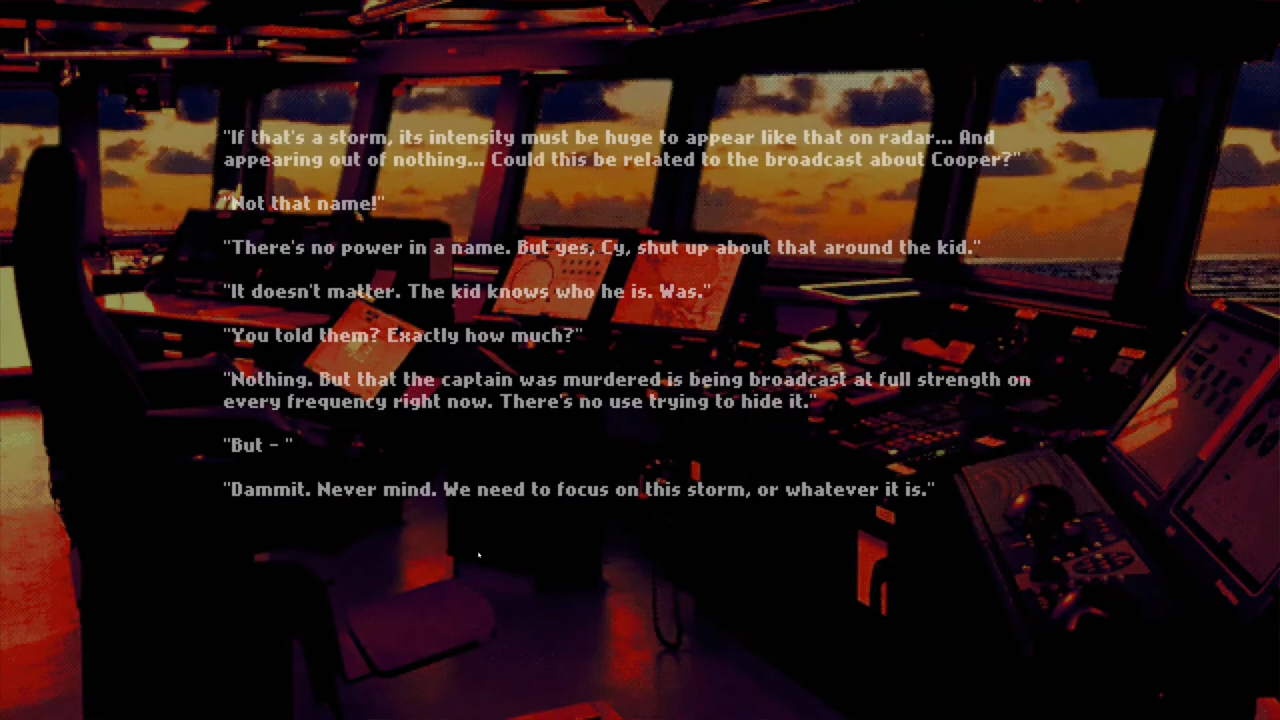 "If that's a storm, its intensity must be huge to appear like that on radar... And
appearing out of nothing... Could this be related to the broadcast about Cooper?"
"Not that name!"
"There's no power in a name. But yes, Cy, shut up about that around the kid."
"It doesn't matter. The kid knows who he is. Was."
"You told them? Exactly how much?"
"Nothing. But that the captain was murdered is being broadcast at full strength on
every frequency right now. There's no use trying to hide it."
"But - "
"Dammit. Never mind. We need to focus on this storm, or whatever it is."